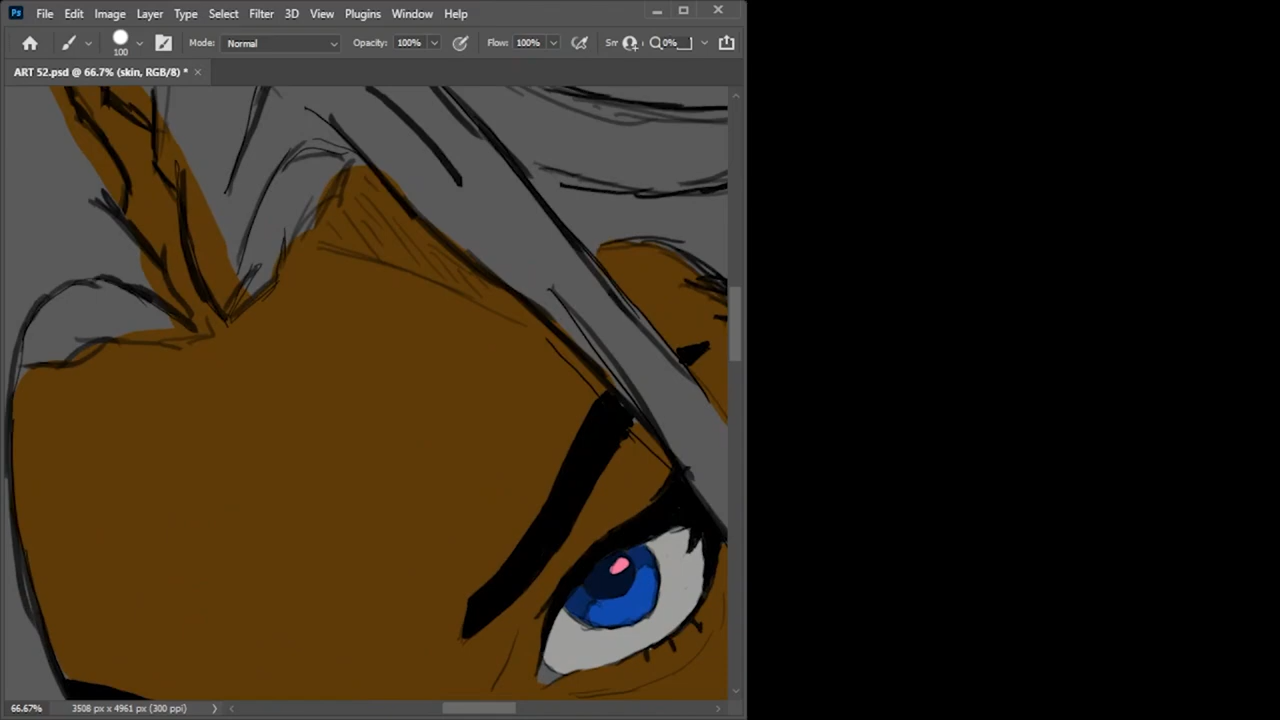 Ps File Edit Image Layer Type Select Filter 3D View Plugins Window Help
100 Mode: Normal Opacity: 100% Flow: 100% Sr 0%
ART 52.psd @ 66.7% (skin, RGB/8) *
66.67% 3508 px x 4961 px (300 ppi)